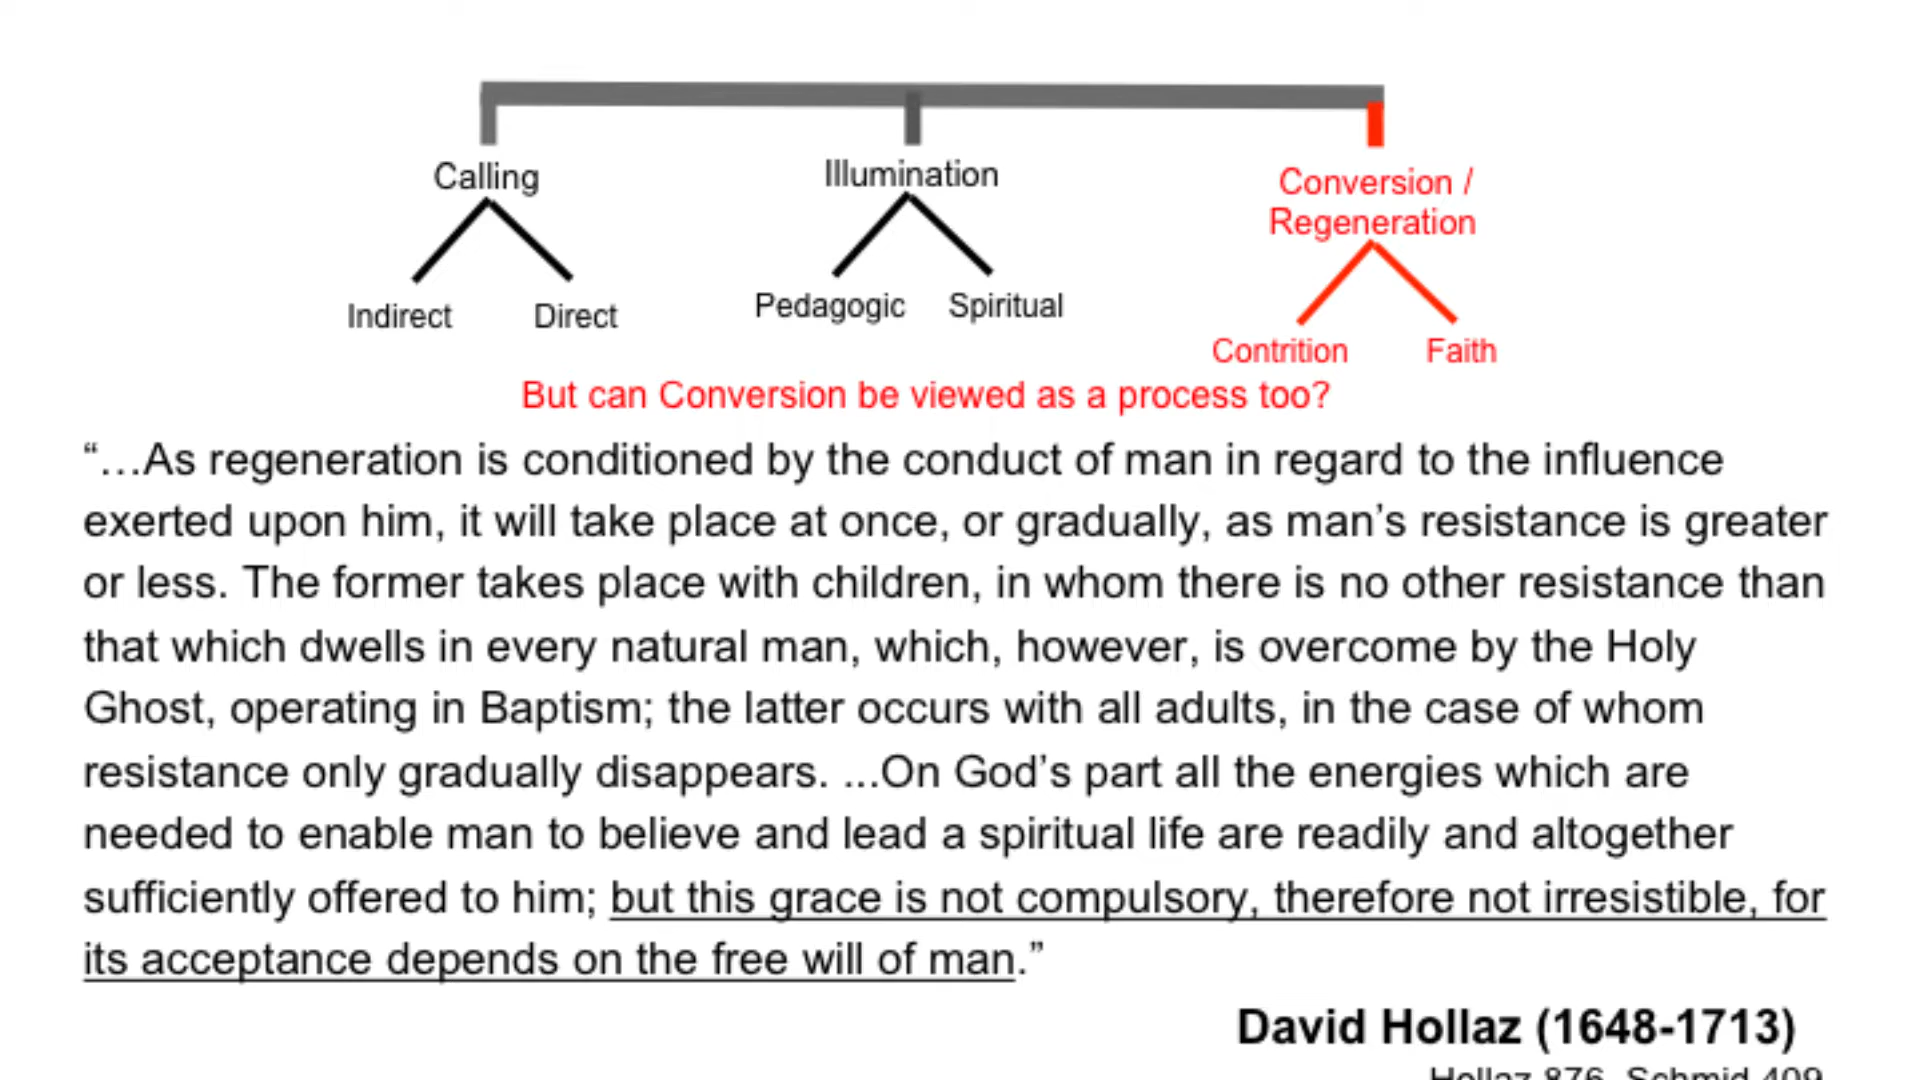 Calling
Illumination
Conversion /
Regeneration
Indirect
Direct
Pedagogic
Spiritual
Contrition
Faith
But can Conversion be viewed as a process too?
“…As regeneration is conditioned by the conduct of man in regard to the influence
exerted upon him, it will take place at once, or gradually, as man’s resistance is greater
or less. The former takes place with children, in whom there is no other resistance than
that which dwells in every natural man, which, however, is overcome by the Holy
Ghost, operating in Baptism; the latter occurs with all adults, in the case of whom
resistance only gradually disappears. ...On God’s part all the energies which are
needed to enable man to believe and lead a spiritual life are readily and altogether
sufficiently offered to him; but this grace is not compulsory, therefore not irresistible, for
its acceptance depends on the free will of man.”
David Hollaz (1648-1713)
Hollaz 876, Schmid 409